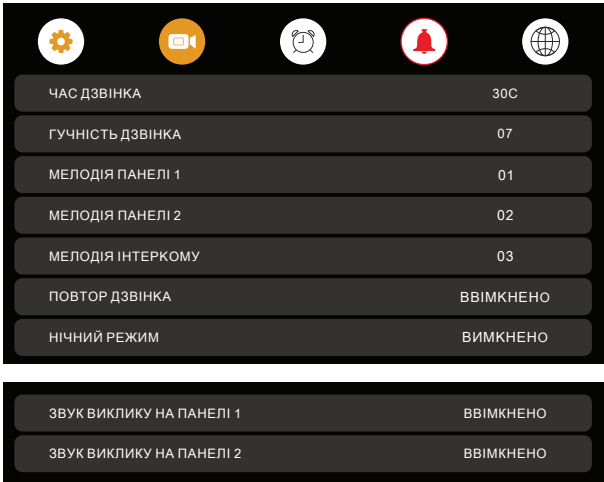 ЧАС ДЗВІНКА 30С
ГУЧНІСТЬ ДЗВІНКА 07
МЕЛОДІЯ ПАНЕЛІ 1 01
МЕЛОДІЯ ПАНЕЛІ 2 02
МЕЛОДІЯ ІНТЕРКОМУ 03
ПОВТОР ДЗВІНКА ВВІМКНЕНО
НІЧНИЙ РЕЖИМ ВИМКНЕНО
ЗВУК ВИКЛИКУ НА ПАНЕЛІ 1 ВВІМКНЕНО
ЗВУК ВИКЛИКУ НА ПАНЕЛІ 2 ВВІМКНЕНО